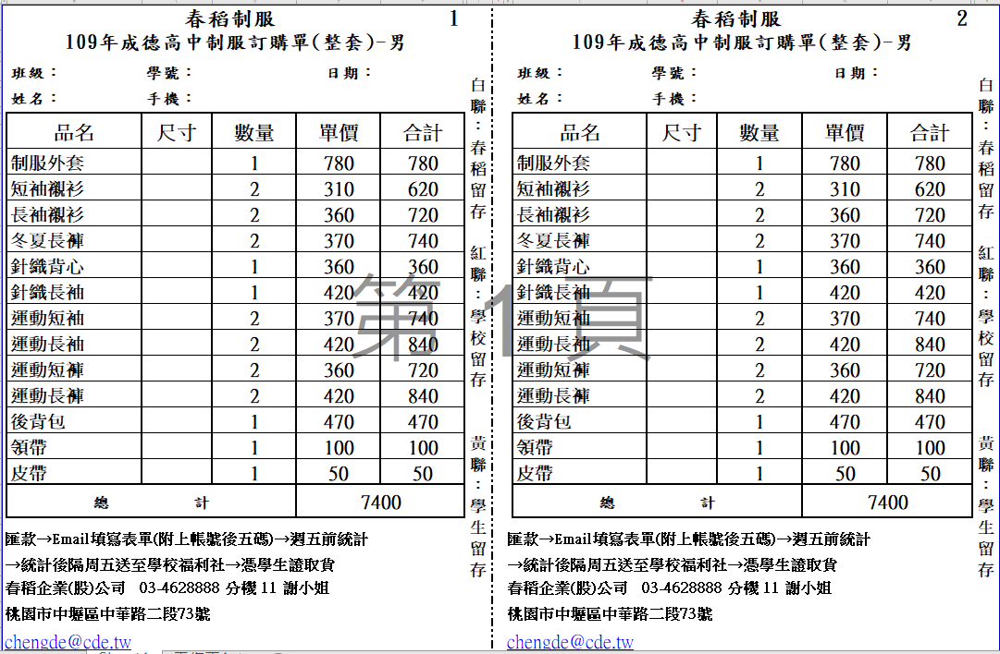 春稻制服 1
109年成德高中制服訂購單(整套)-男
班級： 學號： 日期：
姓名： 手機：
品名 尺寸 數量 單價 合計
制服外套 1 780 780
短袖襯衫 2 310 620
長袖襯衫 2 360 720
冬夏長褲 2 370 740
針織背心 1 360 360
針織長袖 1 420 420
運動短袖 2 370 740
運動長袖 2 420 840
運動短褲 2 360 720
運動長褲 2 420 840
後背包 1 470 470
領帶 1 100 100
皮帶 1 50 50
總 計 7400
匯款→Email填寫表單(附上帳號後五碼)→週五前統計
→統計後隔周五送至學校福利社→憑學生證取貨
春稻企業(股)公司 03-4628888 分機 11 謝小姐
桃園市中壢區中華路二段73號
chengde@cde.tw
白聯：春稻留存 紅聯：學校留存 黃聯：學生留存
春稻制服 2
109年成德高中制服訂購單(整套)-男
班級： 學號： 日期：
姓名： 手機：
品名 尺寸 數量 單價 合計
制服外套 1 780 780
短袖襯衫 2 310 620
長袖襯衫 2 360 720
冬夏長褲 2 370 740
針織背心 1 360 360
針織長袖 1 420 420
運動短袖 2 370 740
運動長袖 2 420 840
運動短褲 2 360 720
運動長褲 2 420 840
後背包 1 470 470
領帶 1 100 100
皮帶 1 50 50
總 計 7400
匯款→Email填寫表單(附上帳號後五碼)→週五前統計
→統計後隔周五送至學校福利社→憑學生證取貨
春稻企業(股)公司 03-4628888 分機 11 謝小姐
桃園市中壢區中華路二段73號
chengde@cde.tw
白聯：春稻留存 紅聯：學校留存 黃聯：學生留存
第 1 頁